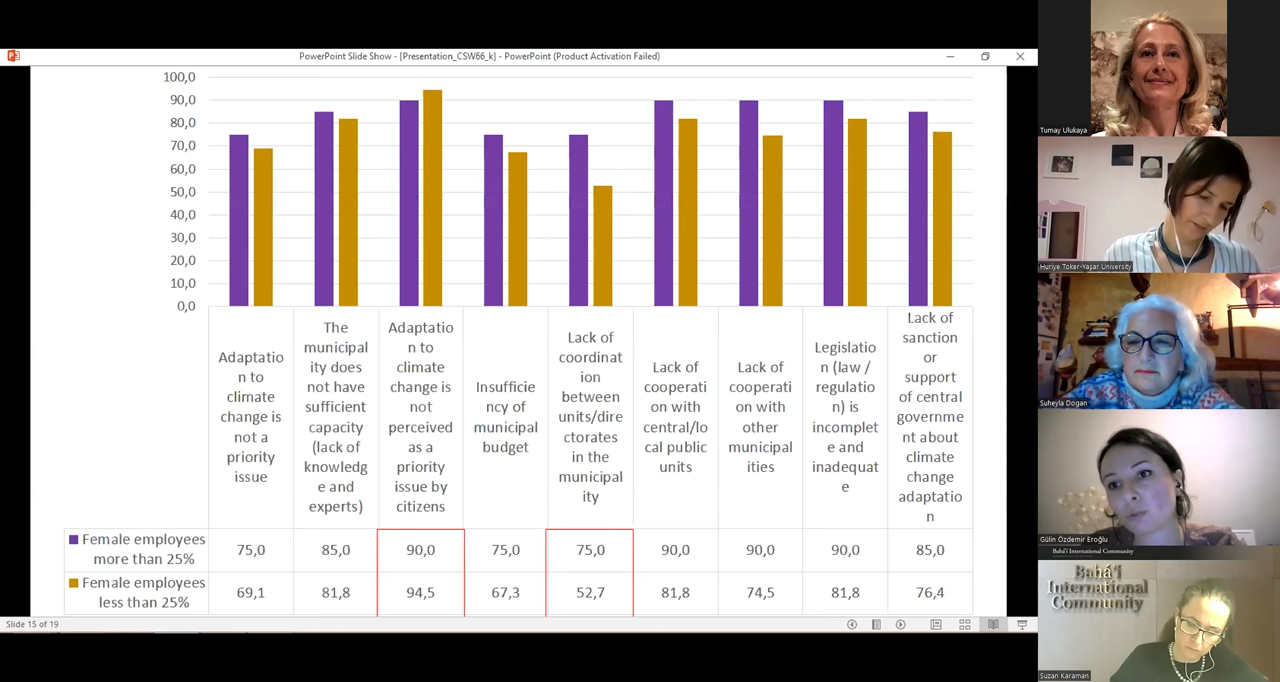 PowerPoint Slide Show - [Presentation_CSW66_k] - PowerPoint (Product Activation Failed)
100,0
90,0
80,0
70,0
60,0
50,0
40,0
30,0
20,0
10,0
0,0
Adaptatio
n to
climate
change is
not a
priority
issue
The
municipal
ity does
not have
sufficient
capacity
(lack of
knowledg
e and
experts)
Adaptatio
n to
climate
change is
not
perceived
as a
priority
issue by
citizens
Insufficie
ncy of
municipal
budget
Lack of
coordinat
ion
between
units/dire
ctorates
in the
municipal
ity
Lack of
cooperati
on with
central/lo
cal public
units
Lack of
cooperati
on with
other
municipal
ities
Legislatio
n (law /
regulatio
n) is
incomplet
e and
inadequat
e
Lack of
sanction
or
support
of central
governme
nt about
climate
change
adaptatio
n
Female employees
more than 25%
75,0 85,0 90,0 75,0 75,0 90,0 90,0 90,0 85,0
Female employees
less than 25%
69,1 81,8 94,5 67,3 52,7 81,8 74,5 81,8 76,4
Slide 15 of 19
Tumay Ulukaya
Huriye Toker-Yaşar University
Suheyla Dogan
Gülin Özdemir Eroğlu
Bahá'í International Community
Bahá'í
International
Community
Suzan Karaman